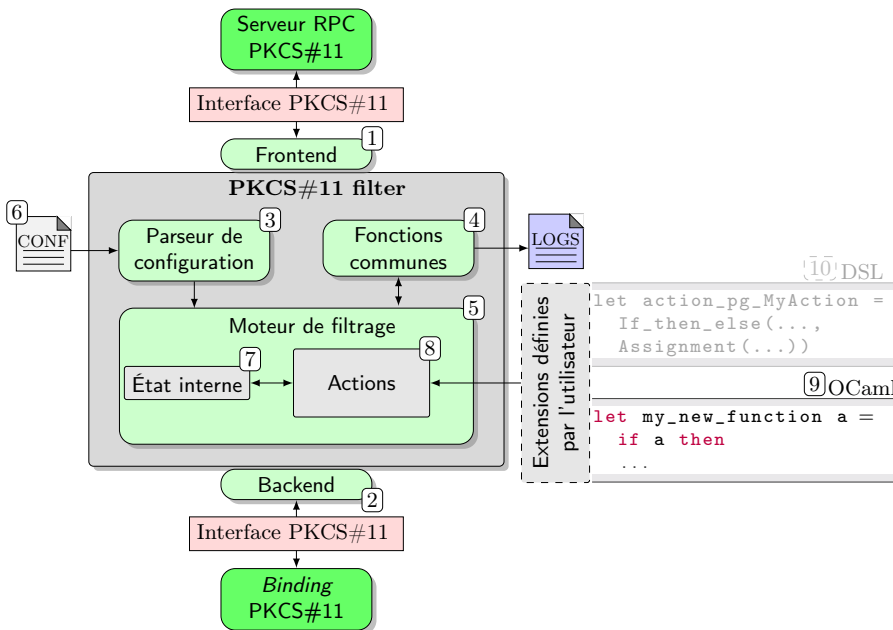 Serveur RPC
PKCS#11
Interface PKCS#11
1
Frontend
PKCS#11 filter
6
CONF
3
Parseur de
configuration
4
Fonctions
communes
LOGS
5
Moteur de filtrage
7
État interne
8
Actions
Extensions définies
par l'utilisateur
10 DSL
let action_pg_MyAction =
If_then_else(...,
Assignment(...))
9 OCaml
let my_new_function a =
if a then
...
Backend
2
Interface PKCS#11
Binding
PKCS#11